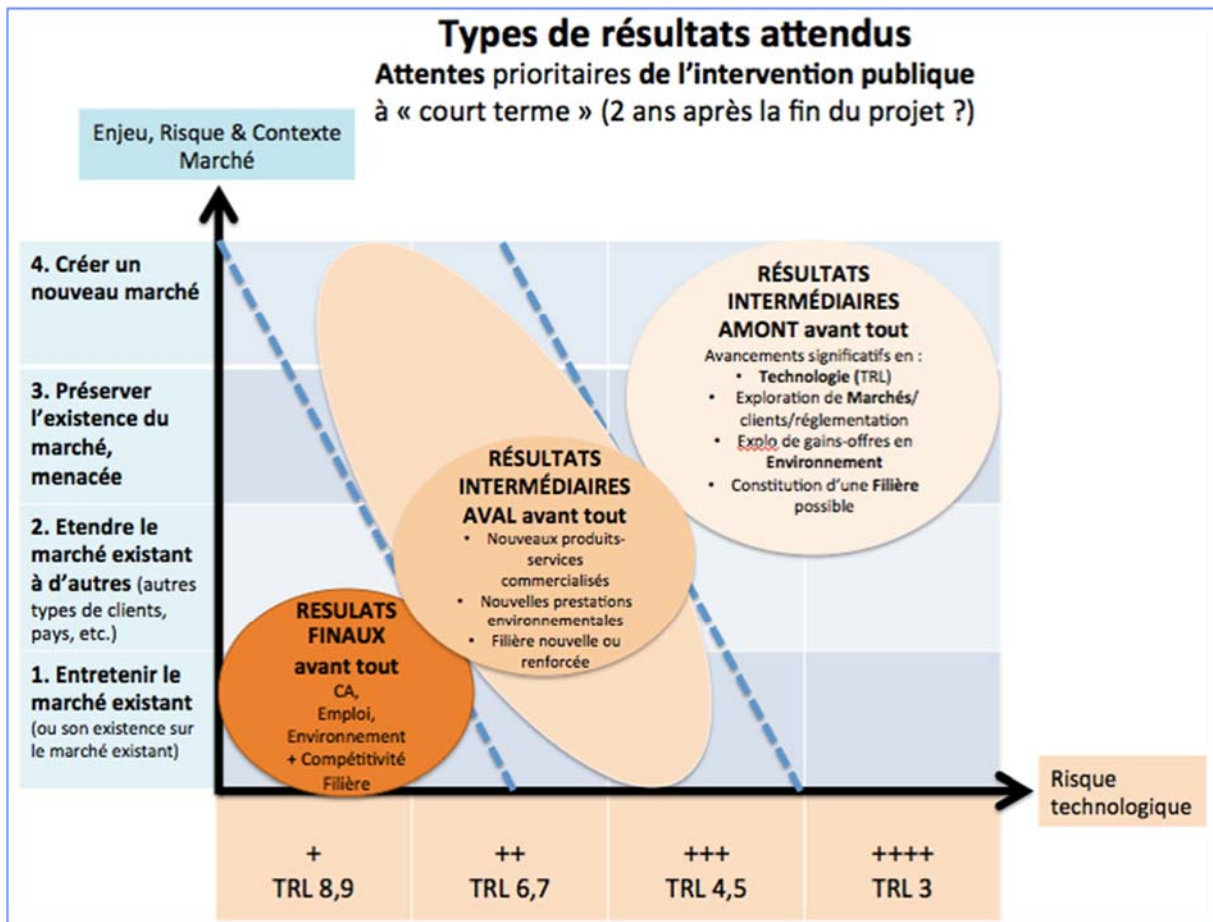 Types de résultats attendus
Attentes prioritaires de l'intervention publique
à « court terme » (2 ans après la fin du projet ?)
Enjeu, Risque & Contexte
Marché
4. Créer un
nouveau marché
3. Préserver
l'existence du
marché,
menacée
2. Etendre le
marché existant
à d'autres (autres
types de clients,
pays, etc.)
1. Entretenir le
marché existant
(ou son existence sur
le marché existant)
RÉSULTATS
INTERMÉDIAIRES
AMONT avant tout
Avancements significatifs en :
• Technologie (TRL)
• Exploration de Marchés/
clients/réglementation
• Explo de gains-offres en
Environnement
• Constitution d'une Filière
possible
RÉSULTATS
INTERMÉDIAIRES
AVAL avant tout
• Nouveaux produits-
services
commercialisés
• Nouvelles prestations
environnementales
• Filière nouvelle ou
renforcée
RESULATS
FINAUX
avant tout
CA,
Emploi,
Environnement
+ Compétitivité
Filière
Risque
technologique
+
TRL 8,9
++
TRL 6,7
+++
TRL 4,5
++++
TRL 3